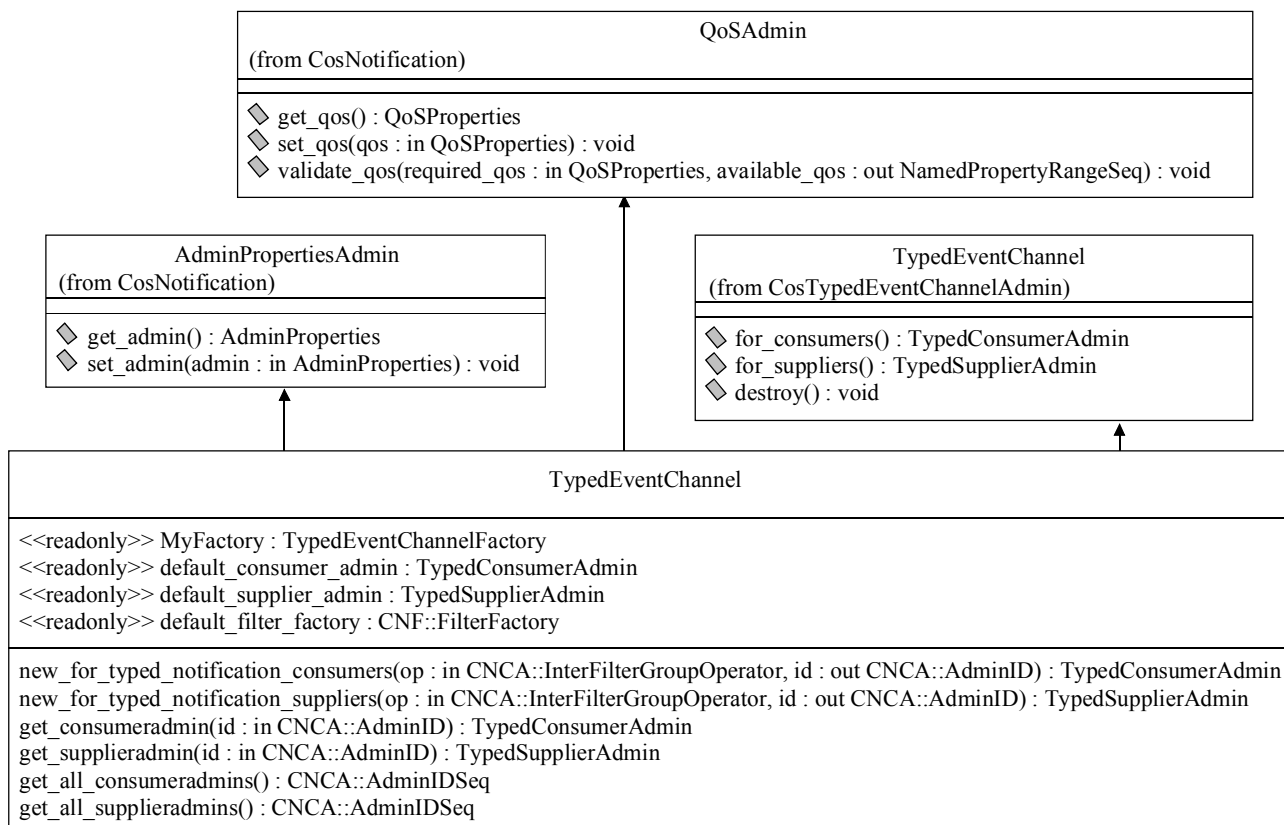 QoSAdmin
(from CosNotification)
get_qos() : QoSProperties
set_qos(qos : in QoSProperties) : void
validate_qos(required_qos : in QoSProperties, available_qos : out NamedPropertyRangeSeq) : void
AdminPropertiesAdmin
(from CosNotification)
get_admin() : AdminProperties
set_admin(admin : in AdminProperties) : void
TypedEventChannel
(from CosTypedEventChannelAdmin)
for_consumers() : TypedConsumerAdmin
for_suppliers() : TypedSupplierAdmin
destroy() : void
TypedEventChannel
<<readonly>> MyFactory : TypedEventChannelFactory
<<readonly>> default_consumer_admin : TypedConsumerAdmin
<<readonly>> default_supplier_admin : TypedSupplierAdmin
<<readonly>> default_filter_factory : CNF::FilterFactory
new_for_typed_notification_consumers(op : in CNCA::InterFilterGroupOperator, id : out CNCA::AdminID) : TypedConsumerAdmin
new_for_typed_notification_suppliers(op : in CNCA::InterFilterGroupOperator, id : out CNCA::AdminID) : TypedSupplierAdmin
get_consumeradmin(id : in CNCA::AdminID) : TypedConsumerAdmin
get_supplieradmin(id : in CNCA::AdminID) : TypedSupplierAdmin
get_all_consumeradmins() : CNCA::AdminIDSeq
get_all_supplieradmins() : CNCA::AdminIDSeq